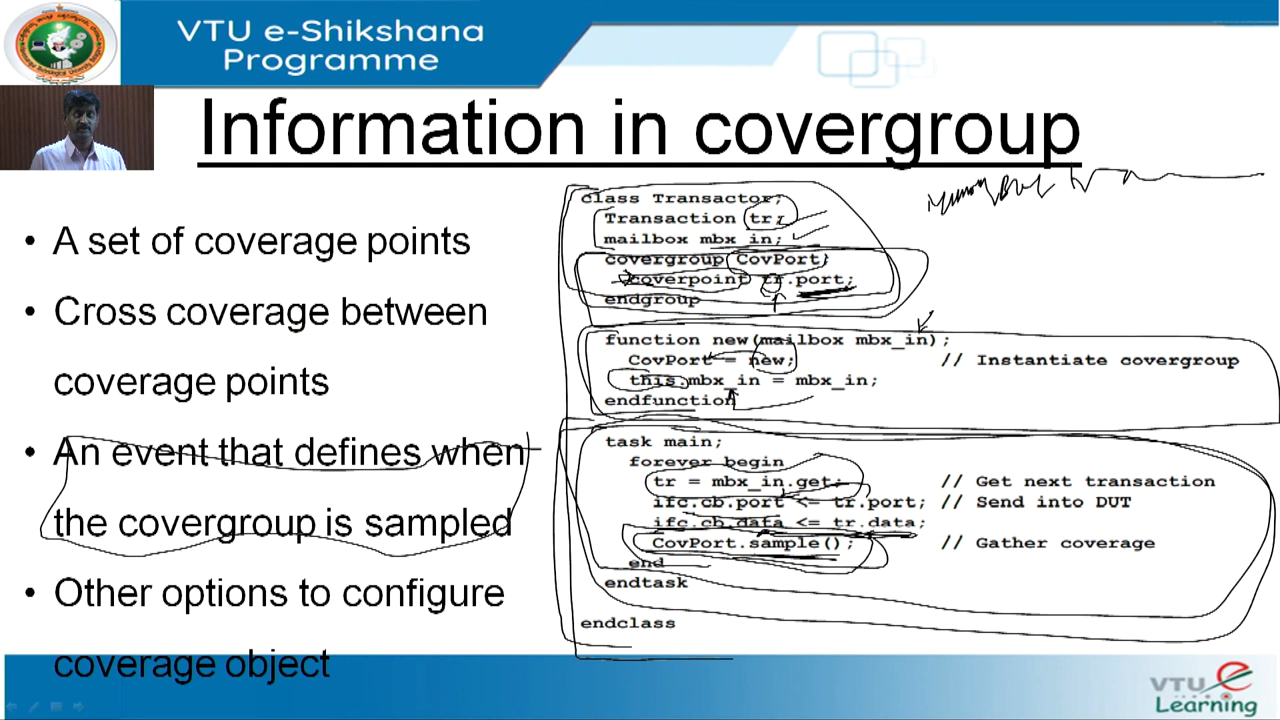 VTU e-Shikshana
Programme
Information in covergroup
• A set of coverage points
• Cross coverage between
coverage points
• An event that defines when
the covergroup is sampled
• Other options to configure
coverage object
class Transactor;
Transaction tr;
mailbox mbx_in;
covergroup CovPort;
coverpoint tr.port;
endgroup
function new(mailbox mbx_in);
CovPort = new; // Instantiate covergroup
this.mbx_in = mbx_in;
endfunction
task main;
forever begin
tr = mbx_in.get; // Get next transaction
ifc.cb.port <= tr.port; // Send into DUT
ifc.cb.data <= tr.data;
CovPort.sample(); // Gather coverage
end
endtask
endclass
VTU e
Learning